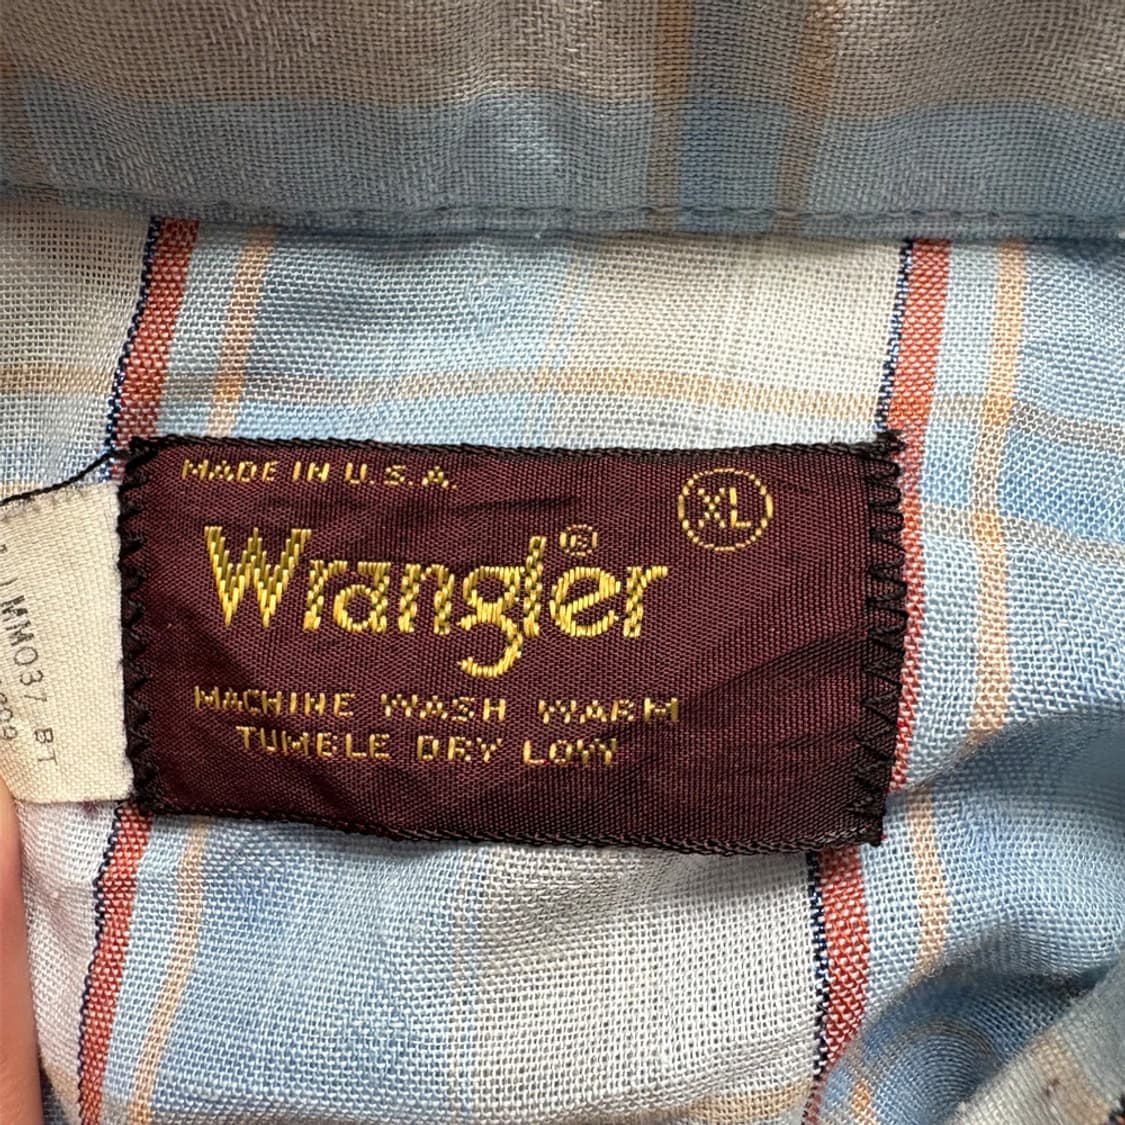 MADE IN U.S.A.
XL
Wrangler®
MACHINE WASH WARM
TUMBLE DRY LOW
MM037 BT